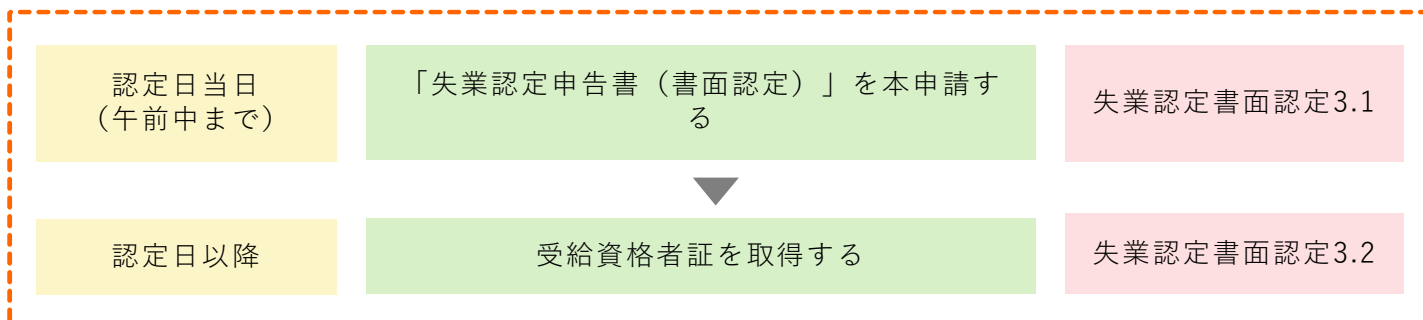 認定日当日
(午前中まで)
「失業認定申告書（書面認定）」を本申請す
る
失業認定書面認定3.1
認定日以降
受給資格者証を取得する
失業認定書面認定3.2